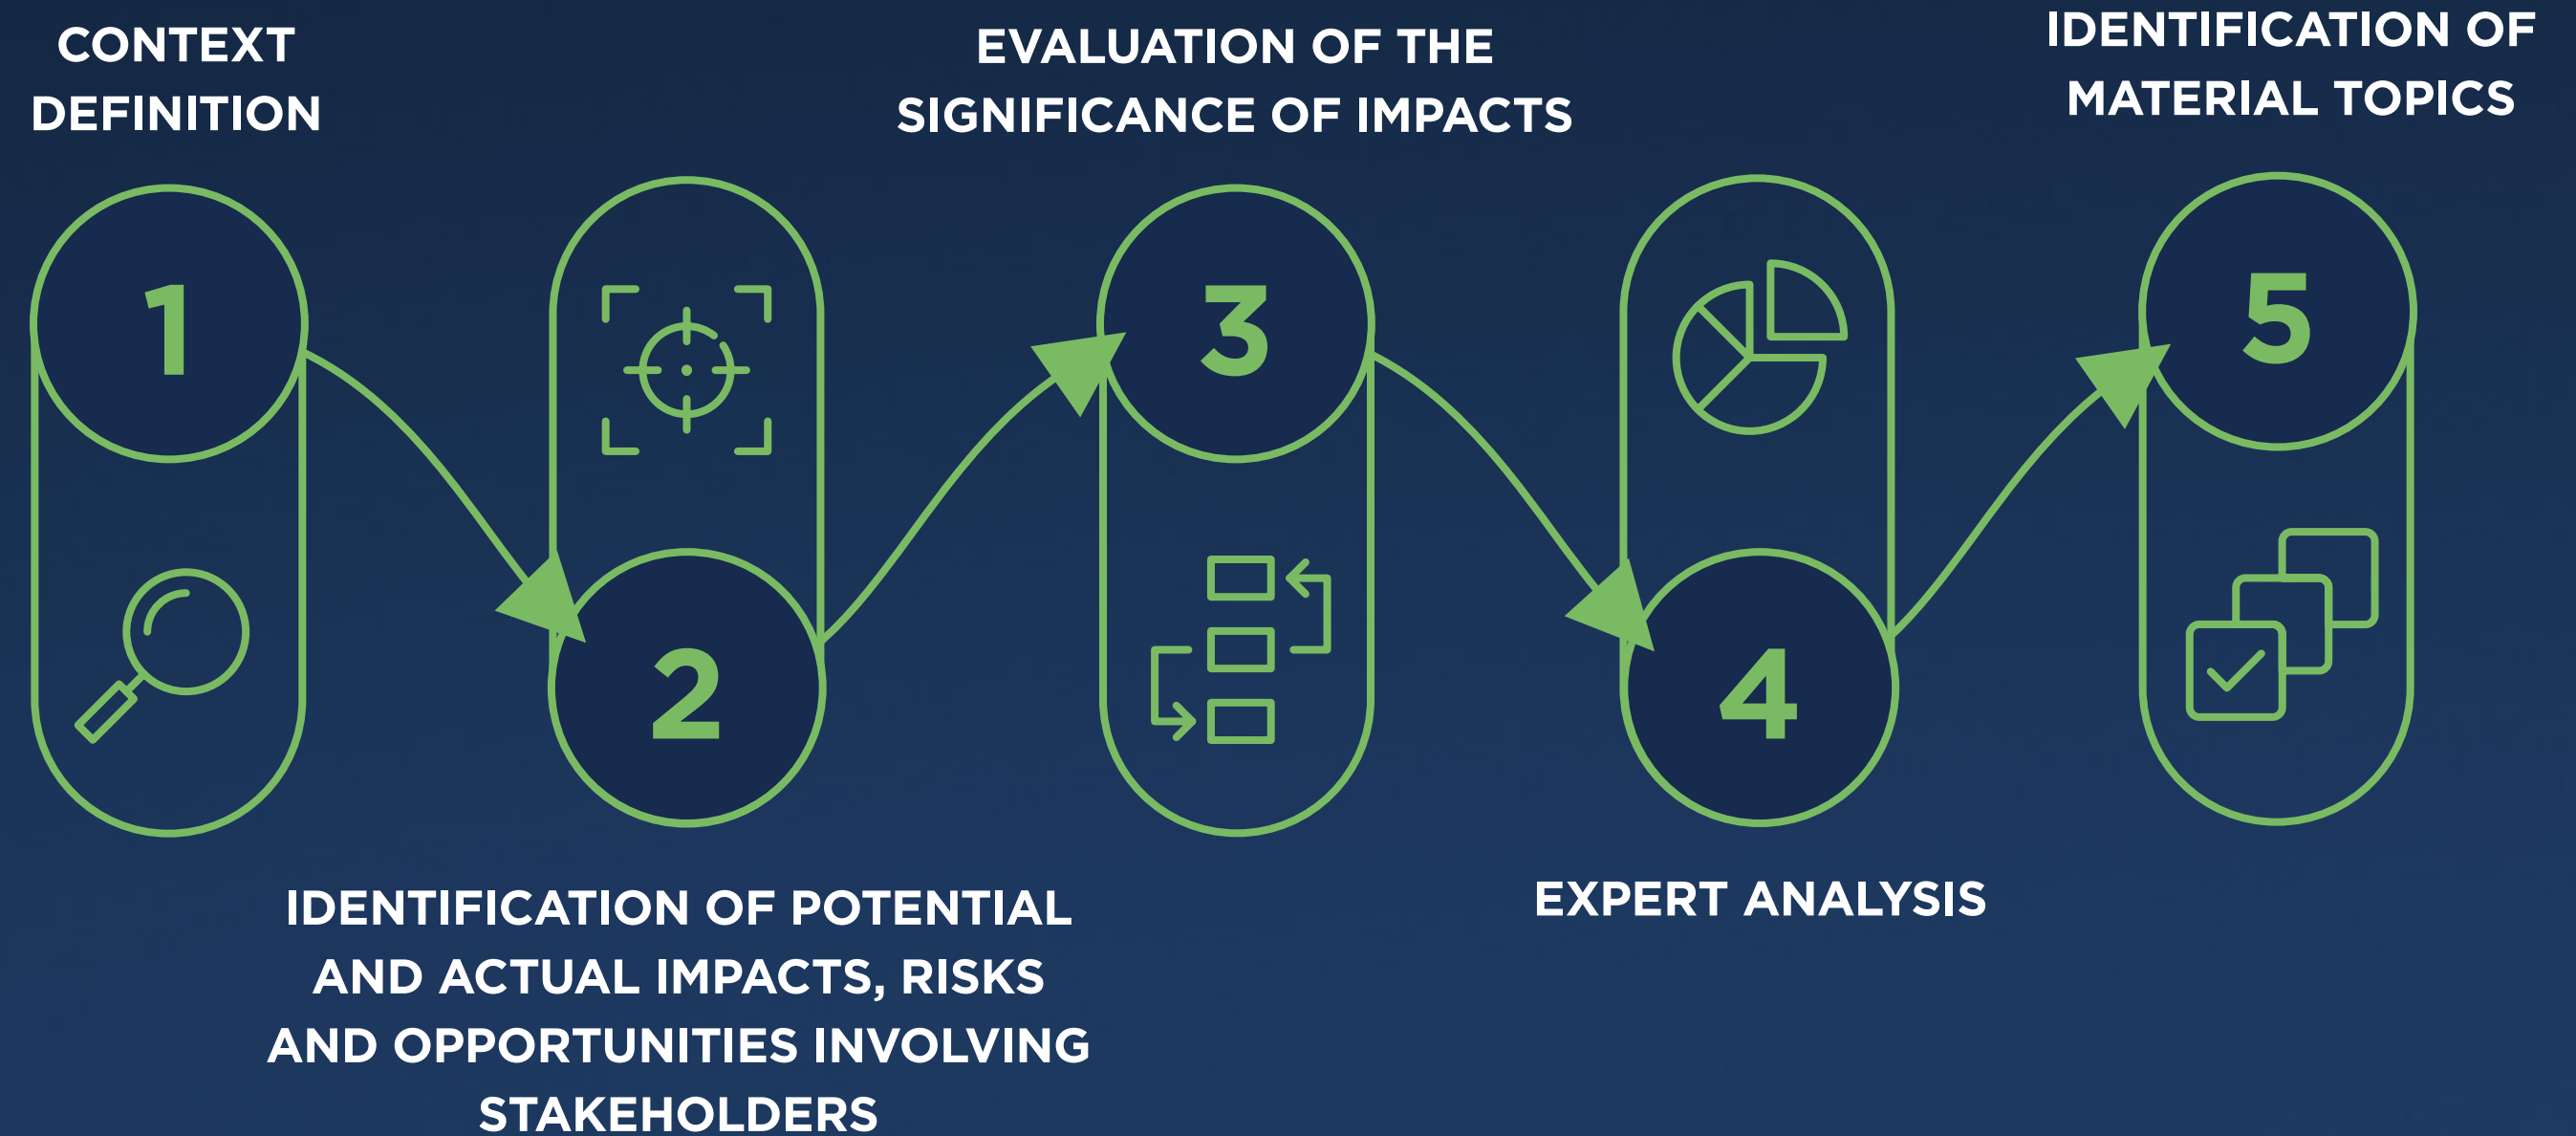 CONTEXT
DEFINITION
1
2
IDENTIFICATION OF POTENTIAL
AND ACTUAL IMPACTS, RISKS
AND OPPORTUNITIES INVOLVING
STAKEHOLDERS
EVALUATION OF THE
SIGNIFICANCE OF IMPACTS
3
4
EXPERT ANALYSIS
IDENTIFICATION OF
MATERIAL TOPICS
5